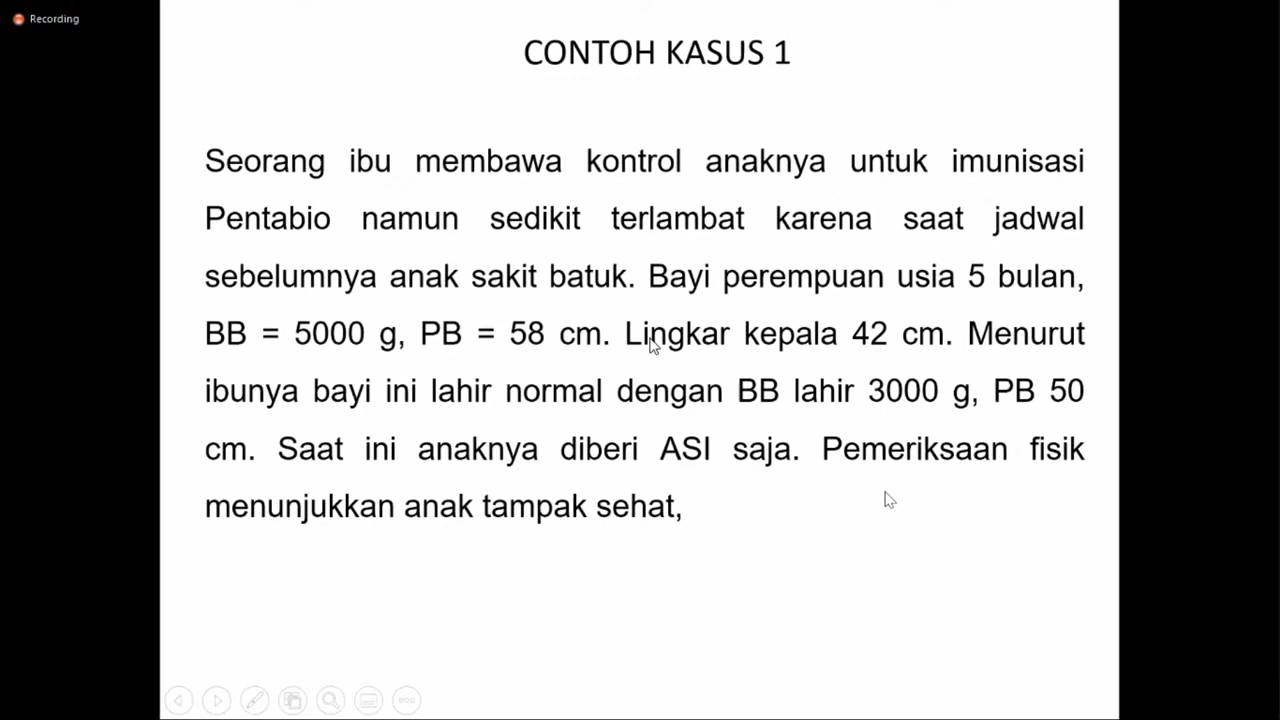 Recording
CONTOH KASUS 1
Seorang ibu membawa kontrol anaknya untuk imunisasi
Pentabio namun sedikit terlambat karena saat jadwal
sebelumnya anak sakit batuk. Bayi perempuan usia 5 bulan,
BB = 5000 g, PB = 58 cm. Lingkar kepala 42 cm. Menurut
ibunya bayi ini lahir normal dengan BB lahir 3000 g, PB 50
cm. Saat ini anaknya diberi ASI saja. Pemeriksaan fisik
menunjukkan anak tampak sehat,